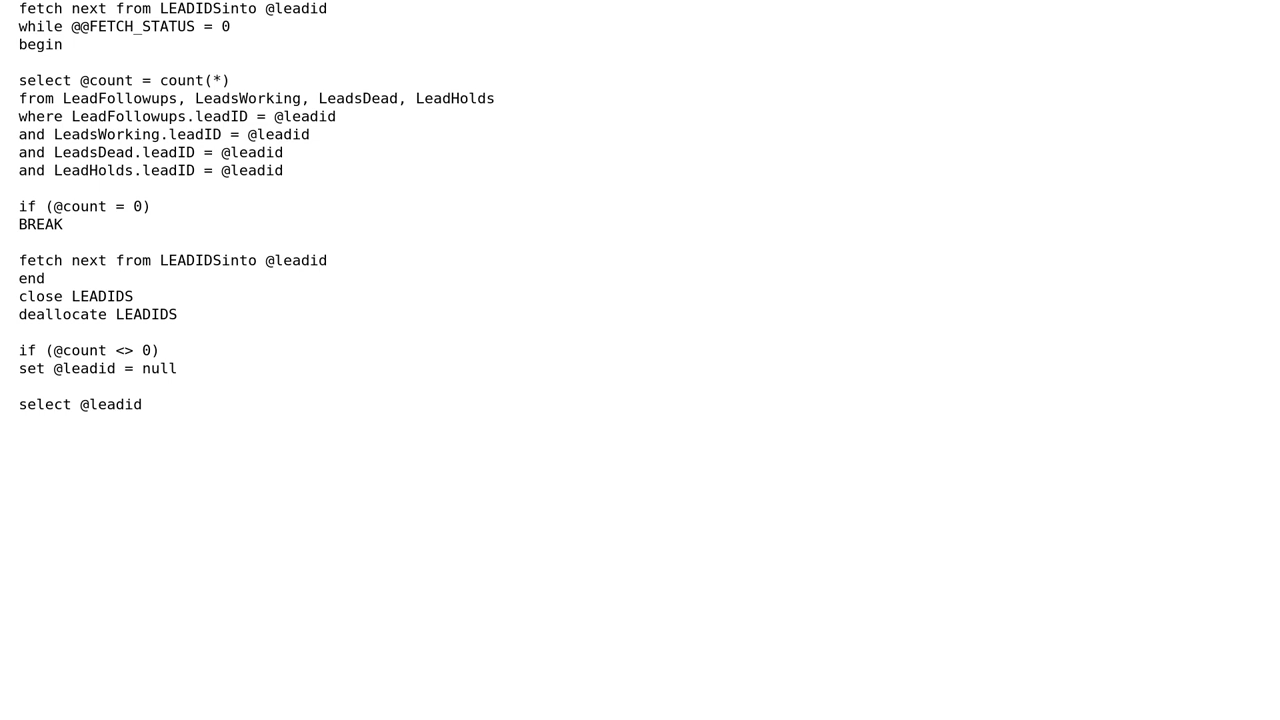 fetch next from LEADIDSinto @leadid
while @@FETCH_STATUS = 0
begin

select @count = count(*)
from LeadFollowups, LeadsWorking, LeadsDead, LeadHolds
where LeadFollowups.leadID = @leadid
and LeadsWorking.leadID = @leadid
and LeadsDead.leadID = @leadid
and LeadHolds.leadID = @leadid

if (@count = 0)
BREAK

fetch next from LEADIDSinto @leadid
end
close LEADIDS
deallocate LEADIDS

if (@count <> 0)
set @leadid = null

select @leadid